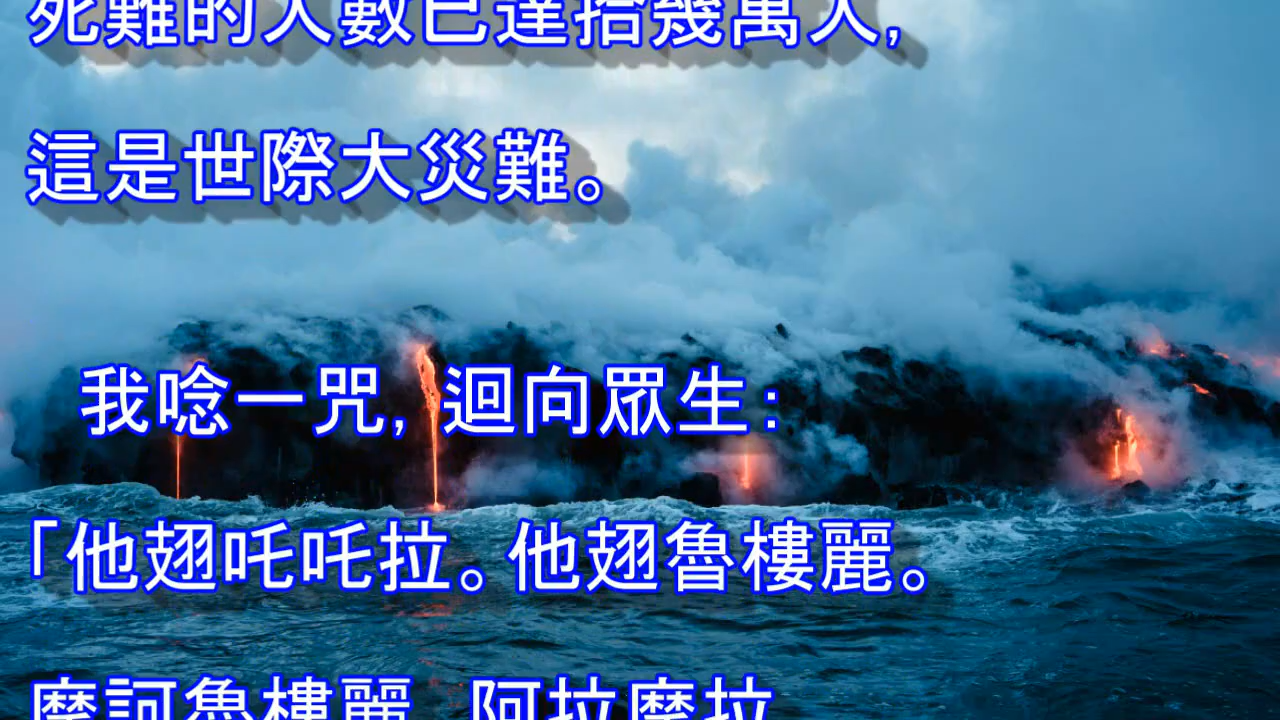 死難的人數已達拾幾萬人,
這是世際大災難。
我唸一咒,迴向眾生:
「他翅吒吒拉。他翅魯樓麗。
摩訶魯樓麗 阿拉摩拉